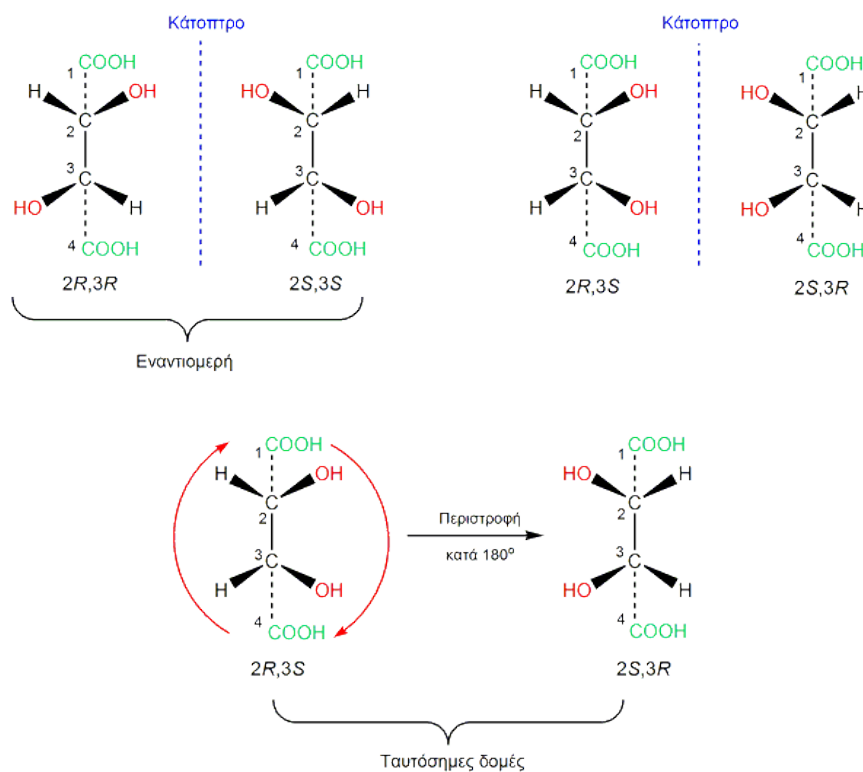 Κάτοπτρο Κάτοπτρο
1 COOH 1 COOH 1 COOH 1 COOH
H OH HO H H OH HO H
C C C C
2 2 2 2
3 C 3 C 3 C 3 C
HO H H OH H OH HO H
4 COOH 4 COOH 4 COOH 4 COOH
2R,3R 2S,3S 2R,3S 2S,3R
Εναντιομερή
1 COOH 1 COOH
H OH HO H
C C
2 2
Περιστροφή
κατά 180º
3 C 3 C
H OH HO H
4 COOH 4 COOH
2R,3S 2S,3R
Ταυτόσημες δομές